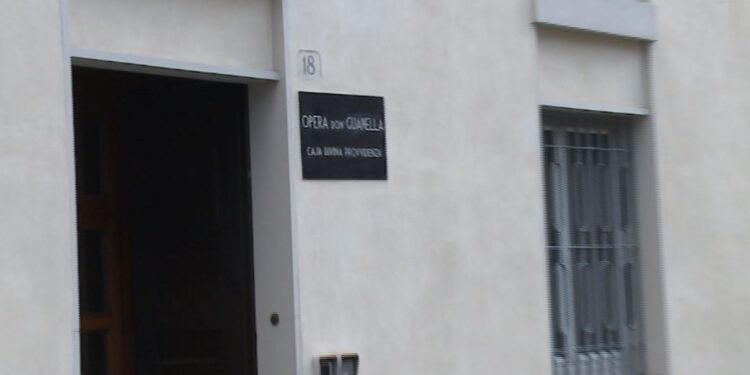 18
OPERA DON GUANELLA
CASA DIVINA PROVVIDENZA